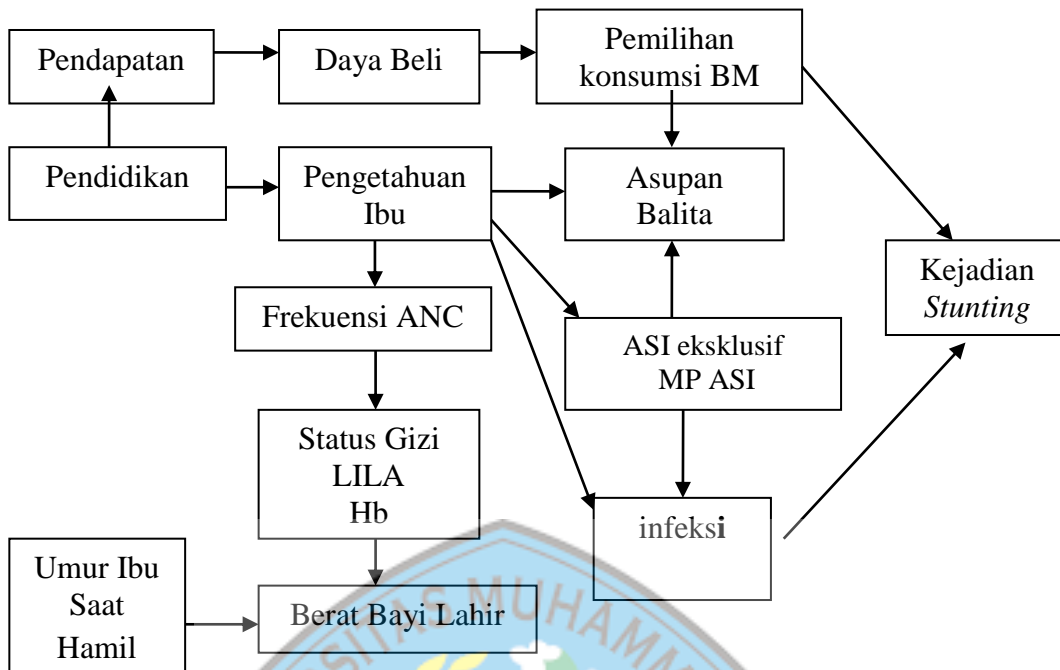 Pendapatan
Daya Beli
Pemilihan
konsumsi BM
Pendidikan
Pengetahuan
Ibu
Asupan
Balita
Kejadian
Stunting
Frekuensi ANC
ASI eksklusif
MP ASI
Status Gizi
LILA
Hb
infeksi
Umur Ibu
Saat
Hamil
Berat Bayi Lahir